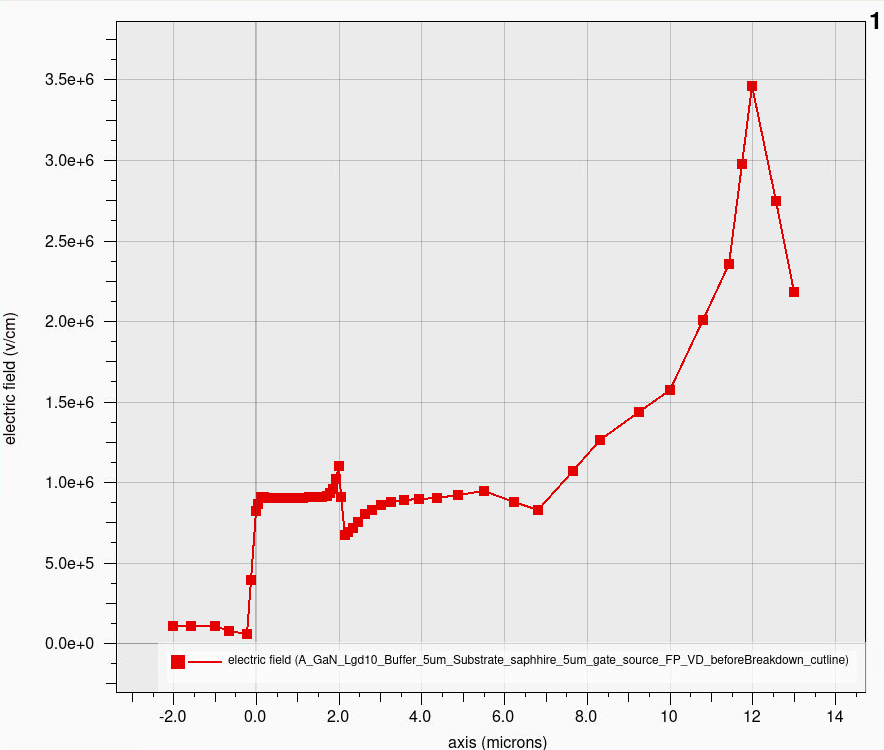 1
3.5e+6
3.0e+6
2.5e+6
2.0e+6
1.5e+6
1.0e+6
5.0e+5
0.0e+0
electric field (v/cm)
electric field (A_GaN_Lgd10_Buffer_5um_Substrate_saphhire_5um_gate_source_FP_VD_beforeBreakdown_cutline)
-2.0 0.0 2.0 4.0 6.0 8.0 10 12 14
axis (microns)